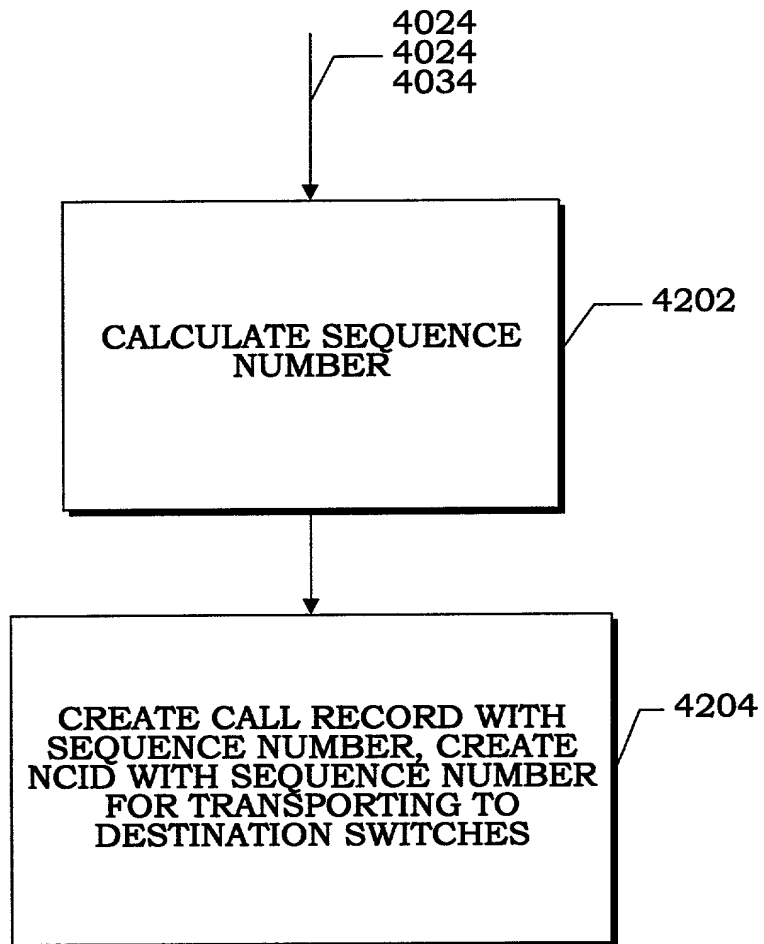 4024
4024
4034
CALCULATE SEQUENCE
NUMBER
4202
CREATE CALL RECORD WITH
SEQUENCE NUMBER, CREATE
NCID WITH SEQUENCE NUMBER
FOR TRANSPORTING TO
DESTINATION SWITCHES
4204